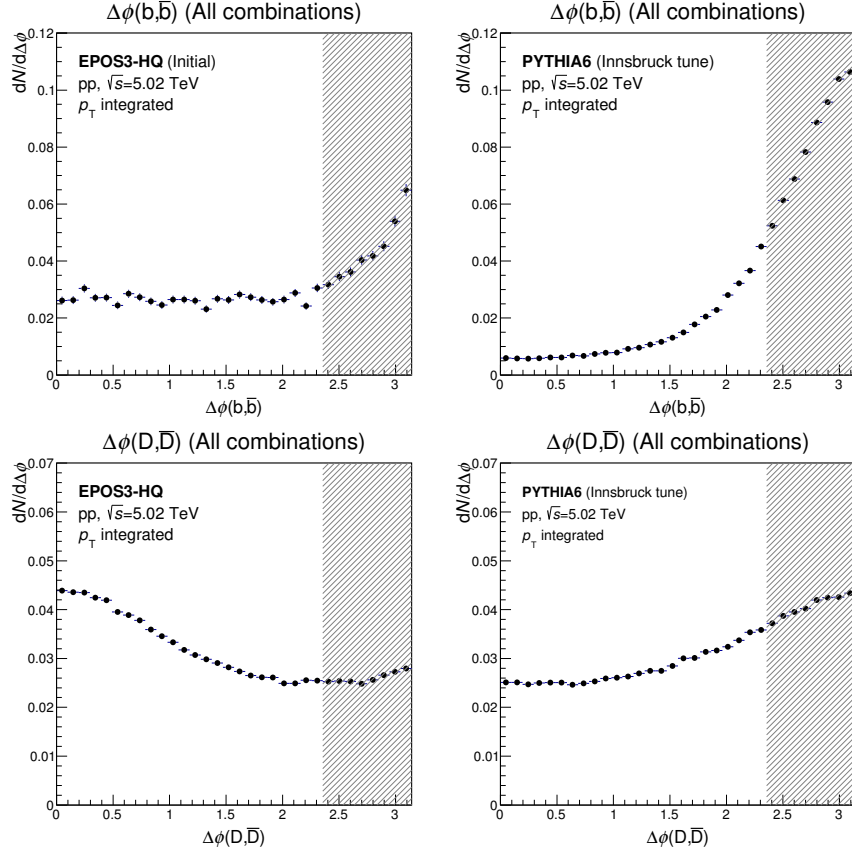 Δϕ(b,b̅) (All combinations)
dN/dΔϕ
0.12
0.1
0.08
0.06
0.04
0.02
0
EPOS3-HQ (Initial)
pp, √s=5.02 TeV
p_T integrated
0 0.5 1 1.5 2 2.5 3
Δϕ(b,b̅)
Δϕ(b,b̅) (All combinations)
dN/dΔϕ
0.12
0.1
0.08
0.06
0.04
0.02
0
PYTHIA6 (Innsbruck tune)
pp, √s=5.02 TeV
p_T integrated
0 0.5 1 1.5 2 2.5 3
Δϕ(b,b̅)
Δϕ(D,D̅) (All combinations)
dN/dΔϕ
0.07
0.06
0.05
0.04
0.03
0.02
0.01
0
EPOS3-HQ
pp, √s=5.02 TeV
p_T integrated
0 0.5 1 1.5 2 2.5 3
Δϕ(D,D̅)
Δϕ(D,D̅) (All combinations)
dN/dΔϕ
0.07
0.06
0.05
0.04
0.03
0.02
0.01
0
PYTHIA6 (Innsbruck tune)
pp, √s=5.02 TeV
p_T integrated
0 0.5 1 1.5 2 2.5 3
Δϕ(D,D̅)